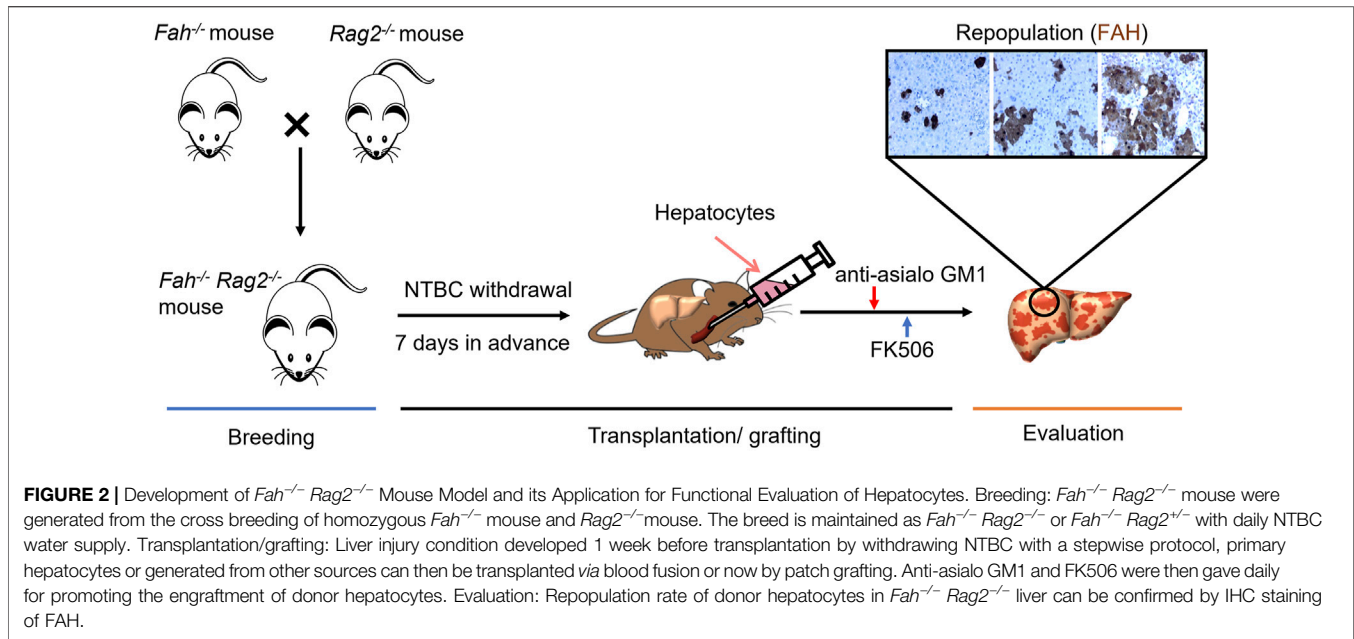 Fah-/- mouse
Rag2-/- mouse
Repopulation (FAH)
Hepatocytes
Fah-/- Rag2-/-
mouse
NTBC withdrawal
7 days in advance
anti-asialo GM1
FK506
Breeding
Transplantation/ grafting
Evaluation
FIGURE 2 | Development of Fah−/− Rag2−/− Mouse Model and its Application for Functional Evaluation of Hepatocytes. Breeding: Fah−/− Rag2−/− mouse were
generated from the cross breeding of homozygous Fah−/− mouse and Rag2−/−mouse. The breed is maintained as Fah−/− Rag2−/− or Fah−/− Rag2+/− with daily NTBC
water supply. Transplantation/grafting: Liver injury condition developed 1 week before transplantation by withdrawing NTBC with a stepwise protocol, primary
hepatocytes or generated from other sources can then be transplanted via blood fusion or now by patch grafting. Anti-asialo GM1 and FK506 were then gave daily
for promoting the engraftment of donor hepatocytes. Evaluation: Repopulation rate of donor hepatocytes in Fah−/− Rag2−/− liver can be confirmed by IHC staining
of FAH.